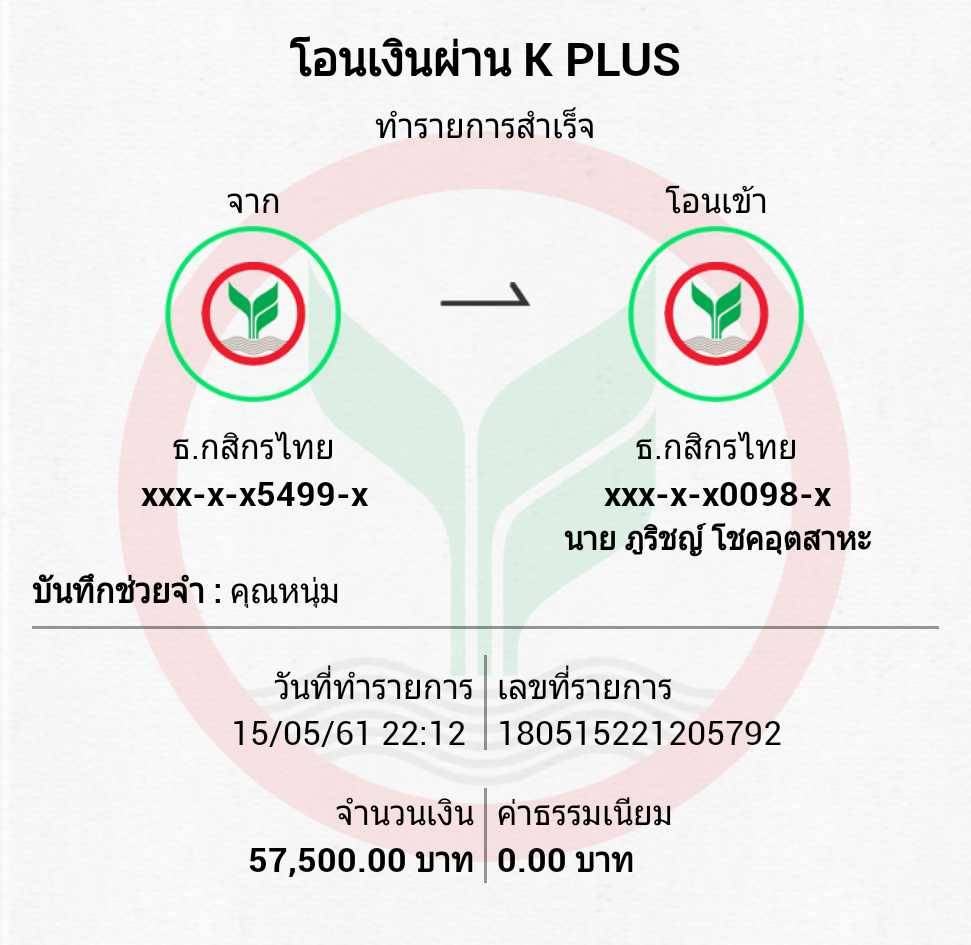 โอนเงินผ่าน K PLUS
ทำรายการสำเร็จ
จาก
โอนเข้า
ธ.กสิกรไทย
xxx-x-x5499-x
ธ.กสิกรไทย
xxx-x-x0098-x
นาย ภูริชญ์ โชคอุตสาหะ
บันทึกช่วยจำ : คุณหนุ่ม
วันที่ทำรายการ
15/05/61 22:12
เลขที่รายการ
180515221205792
จำนวนเงิน
57,500.00 บาท
ค่าธรรมเนียม
0.00 บาท